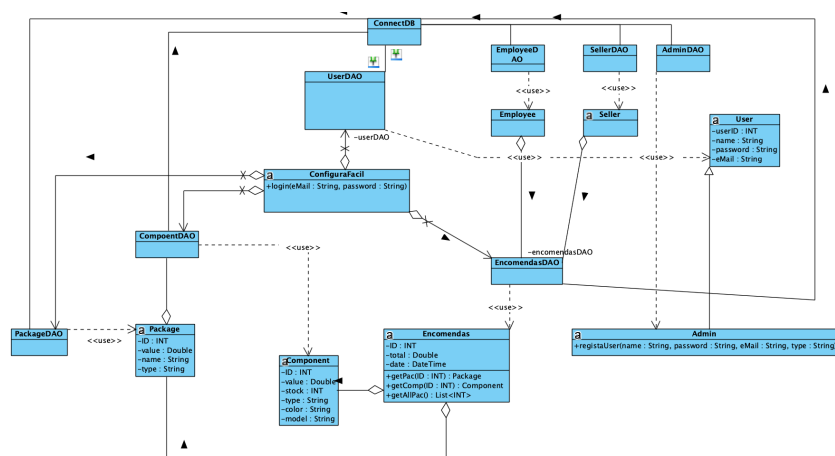 ConnectDB
EmployeeD
AO
SellerDAO
AdminDAO
UserDAO
<<use>>
<<use>>
Employee
a
Seller
a
User
-userID : INT
-name : String
-password : String
-eMail : String
-userDAO
<<use>>
<<use>>
a
ConfiguraFacil
+login(eMail : String, password : String)
CompoentDAO
<<use>>
-encomendasDAO
EncomendasDAO
<<use>>
PackageDAO
<<use>>
a
Package
-ID : INT
-value : Double
-name : String
-type : String
a
Component
-ID : INT
-value : Double
-stock : INT
-type : String
-color : String
-model : String
a
Encomendas
-ID : INT
-total : Double
-date : DateTime
+getPac(ID : INT) : Package
+getComp(ID : INT) : Component
+getAllPac() : List<INT>
a
Admin
+registaUser(name : String, password : String, eMail : String, type : String)